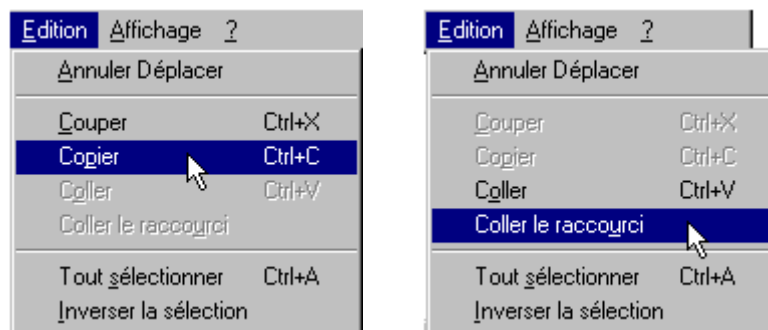 Edition Affichage ?
Annuler Déplacer
Couper Ctrl+X
Copier Ctrl+C
Coller Ctrl+V
Coller le raccourci
Tout sélectionner Ctrl+A
Inverser la sélection
Edition Affichage ?
Annuler Déplacer
Couper Ctrl+X
Copier Ctrl+C
Coller Ctrl+V
Coller le raccourci
Tout sélectionner Ctrl+A
Inverser la sélection